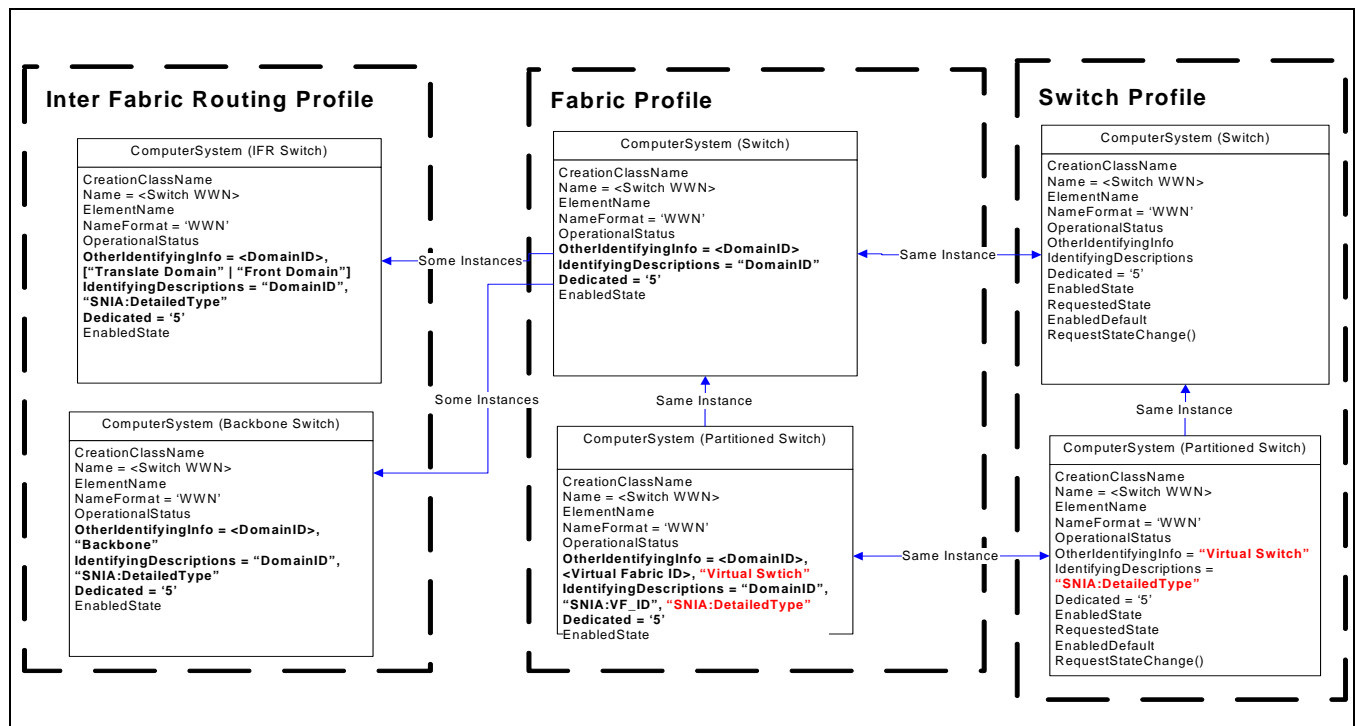 Inter Fabric Routing Profile
ComputerSystem (IFR Switch)
CreationClassName
Name = <Switch WWN>
ElementName
NameFormat = ‘WWN’
OperationalStatus
OtherIdentifyingInfo = <DomainID>,
[“Translate Domain” | “Front Domain”]
IdentifyingDescriptions = “DomainID”,
“SNIA:DetailedType”
Dedicated = ‘5’
EnabledState
ComputerSystem (Backbone Switch)
CreationClassName
Name = <Switch WWN>
ElementName
NameFormat = ‘WWN’
OperationalStatus
OtherIdentifyingInfo = <DomainID>,
“Backbone”
IdentifyingDescriptions = “DomainID”,
“SNIA:DetailedType”
Dedicated = ‘5’
EnabledState
Some Instances
Some Instances
Fabric Profile
ComputerSystem (Switch)
CreationClassName
Name = <Switch WWN>
ElementName
NameFormat = ‘WWN’
OperationalStatus
OtherIdentifyingInfo = <DomainID>
IdentifyingDescriptions = “DomainID”
Dedicated = ‘5’
EnabledState
Same Instance
ComputerSystem (Partitioned Switch)
CreationClassName
Name = <Switch WWN>
ElementName
NameFormat = ‘WWN’
OperationalStatus
OtherIdentifyingInfo = <DomainID>,
<Virtual Fabric ID>, “Virtual Swtich”
IdentifyingDescriptions = “DomainID”,
“SNIA:VF_ID”, “SNIA:DetailedType”
Dedicated = ‘5’
EnabledState
Same Instance
Same Instance
Switch Profile
ComputerSystem (Switch)
CreationClassName
Name = <Switch WWN>
ElementName
NameFormat = ‘WWN’
OperationalStatus
OtherIdentifyingInfo
IdentifyingDescriptions
Dedicated = ‘5’
EnabledState
RequestedState
EnabledDefault
RequestStateChange()
Same Instance
ComputerSystem (Partitioned Switch)
CreationClassName
Name = <Switch WWN>
ElementName
NameFormat = ‘WWN’
OperationalStatus
OtherIdentifyingInfo = “Virtual Switch”
IdentifyingDescriptions =
“SNIA:DetailedType”
Dedicated = ‘5’
EnabledState
RequestedState
EnabledDefault
RequestStateChange()